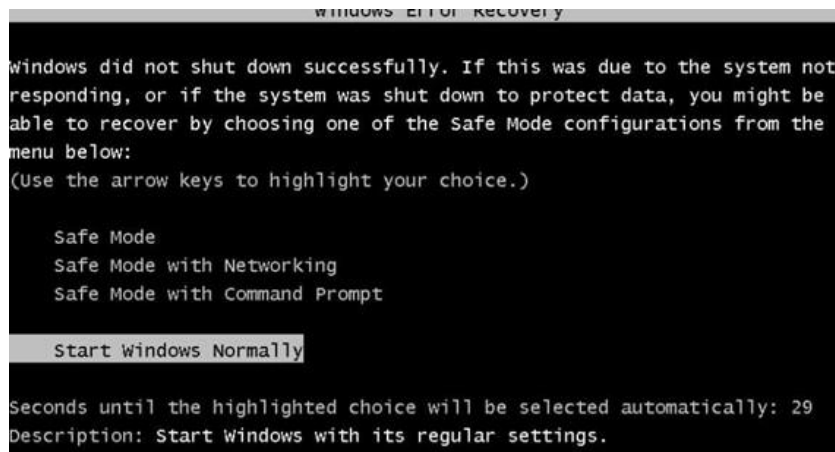 Windows Error Recovery
Windows did not shut down successfully. If this was due to the system not
responding, or if the system was shut down to protect data, you might be
able to recover by choosing one of the Safe Mode configurations from the
menu below:
(Use the arrow keys to highlight your choice.)
Safe Mode
Safe Mode with Networking
Safe Mode with Command Prompt
Start Windows Normally
Seconds until the highlighted choice will be selected automatically: 29
Description: Start Windows with its regular settings.